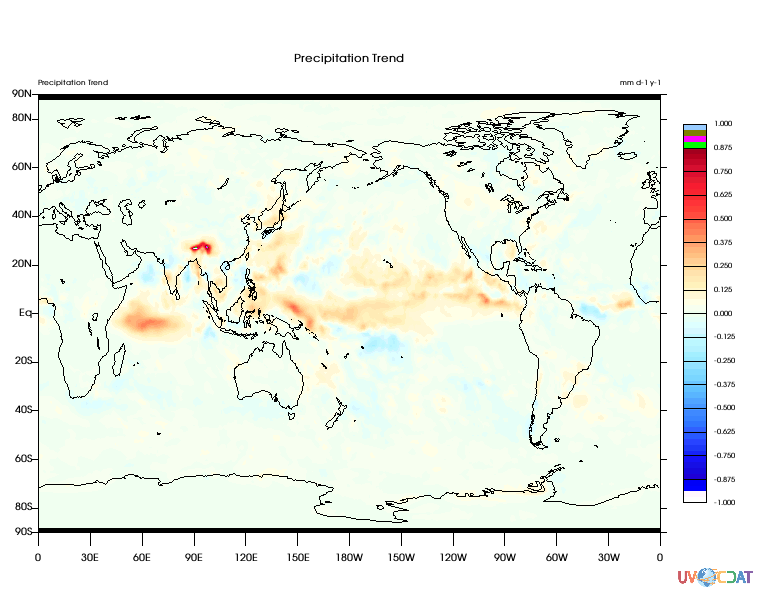 Precipitation Trend
Precipitation Trend mm d-1 y-1
90N
80N
60N
40N
20N
Eq
20S
40S
60S
80S
90S
0 30E 60E 90E 120E 150E 180W 150W 120W 90W 60W 30W 0
1.000
0.875
0.750
0.625
0.500
0.375
0.250
0.125
0.000
-0.125
-0.250
-0.375
-0.500
-0.625
-0.750
-0.875
-1.000
UV CDAT